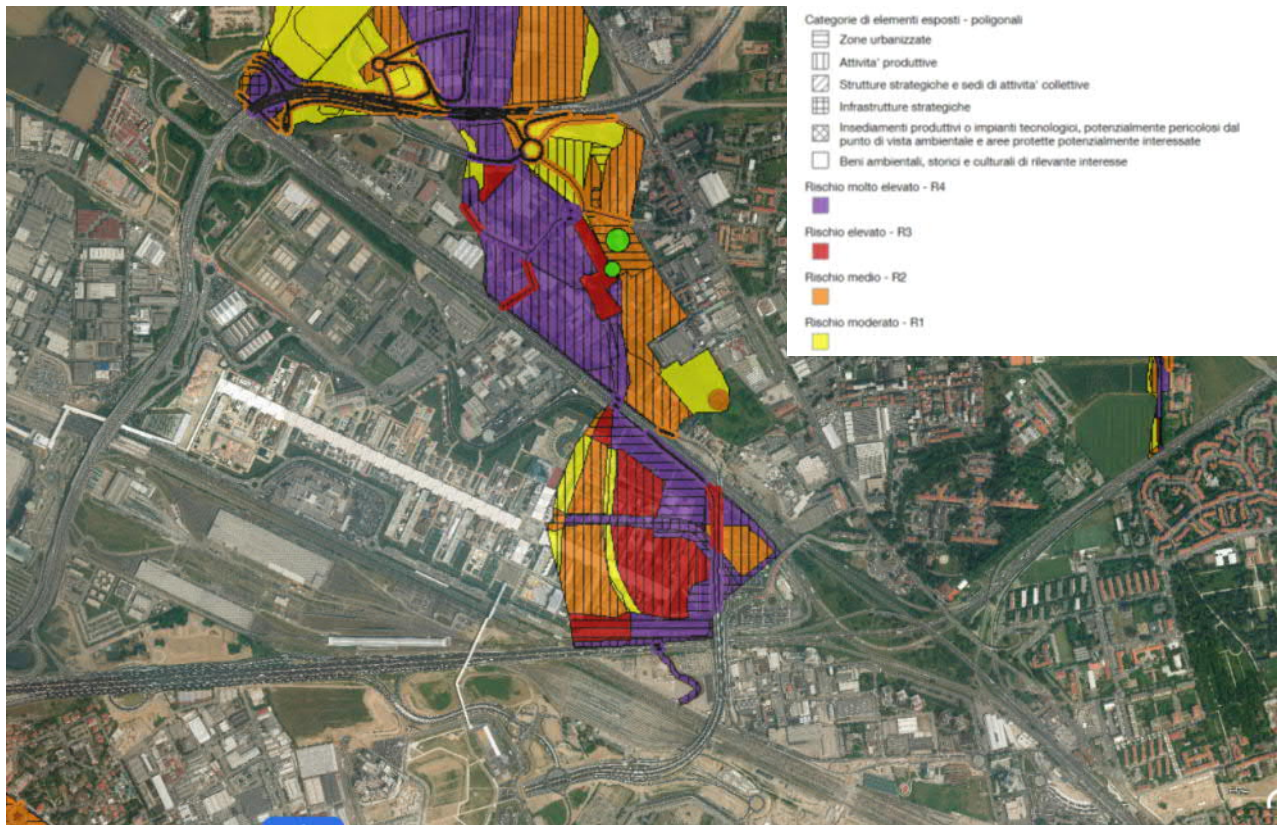 Categorie di elementi esposti - poligonali
Zone urbanizzate
Attivita' produttive
Strutture strategiche e sedi di attivita' collettive
Infrastrutture strategiche
Insediamenti produttivi o impianti tecnologici, potenzialmente pericolosi dal
punto di vista ambientale e aree protette potenzialmente interessate
Beni ambientali, storici e culturali di rilevante interesse
Rischio molto elevato - R4
Rischio elevato - R3
Rischio medio - R2
Rischio moderato - R1